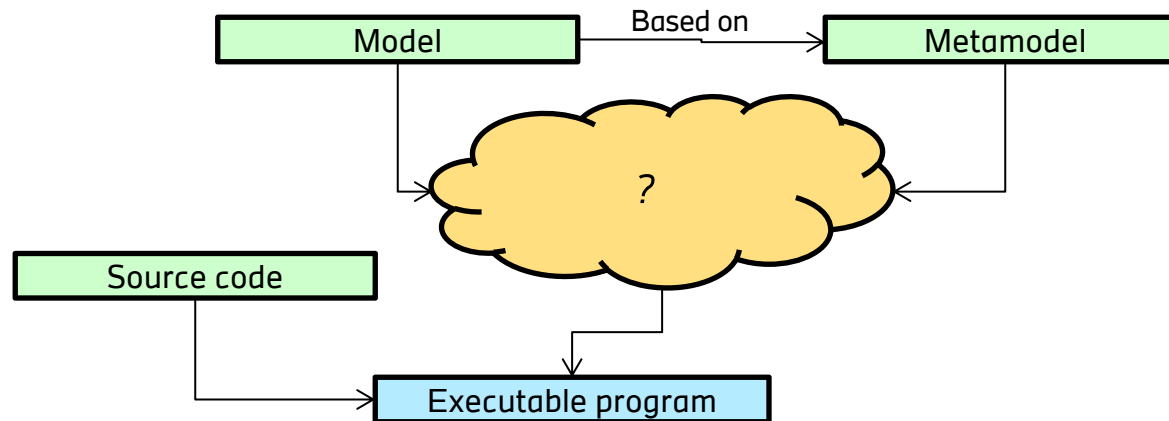 Based on
Model
Metamodel
?
Source code
Executable program